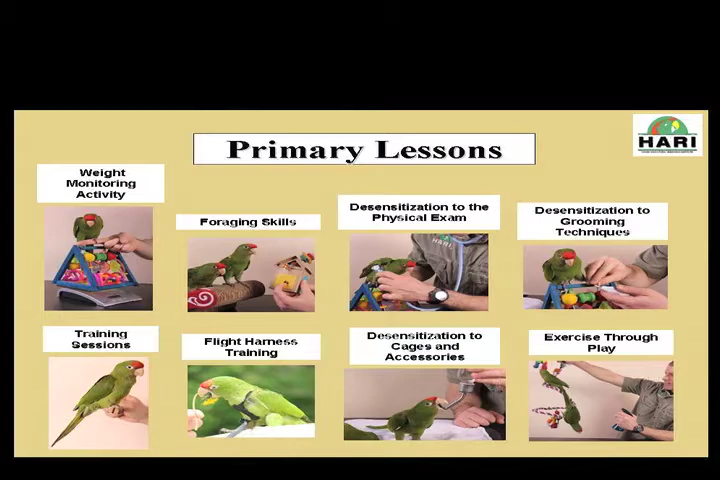 Primary Lessons
HARI
Weight
Monitoring
Activity
Foraging Skills
Desensitization to the
Physical Exam
Desensitization to
Grooming
Techniques
Training
Sessions
Flight Harness
Training
Desensitization to
Cages and
Accessories
Exercise Through
Play